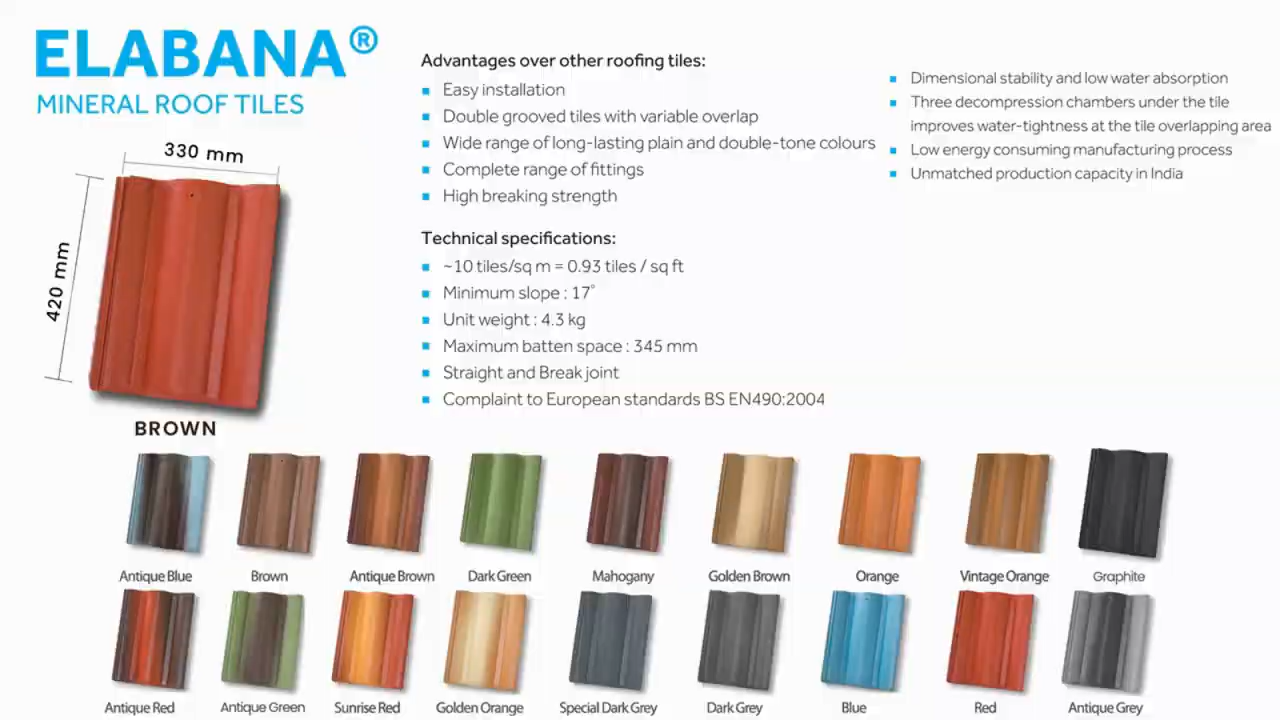 ELABANA®
MINERAL ROOF TILES
330 mm
420 mm
BROWN
Advantages over other roofing tiles:
Easy installation
Double grooved tiles with variable overlap
Wide range of long-lasting plain and double-tone colours
Complete range of fittings
High breaking strength
Dimensional stability and low water absorption
Three decompression chambers under the tile
improves water-tightness at the tile overlapping area
Low energy consuming manufacturing process
Unmatched production capacity in India
Technical specifications:
~10 tiles/sq m = 0.93 tiles / sq ft
Minimum slope : 17°
Unit weight : 4.3 kg
Maximum batten space : 345 mm
Straight and Break joint
Complaint to European standards BS EN490:2004
Antique Blue Brown Antique Brown Dark Green Mahogany Golden Brown Orange Vintage Orange Graphite
Antique Red Antique Green Sunrise Red Golden Orange Special Dark Grey Dark Grey Blue Red Antique Grey